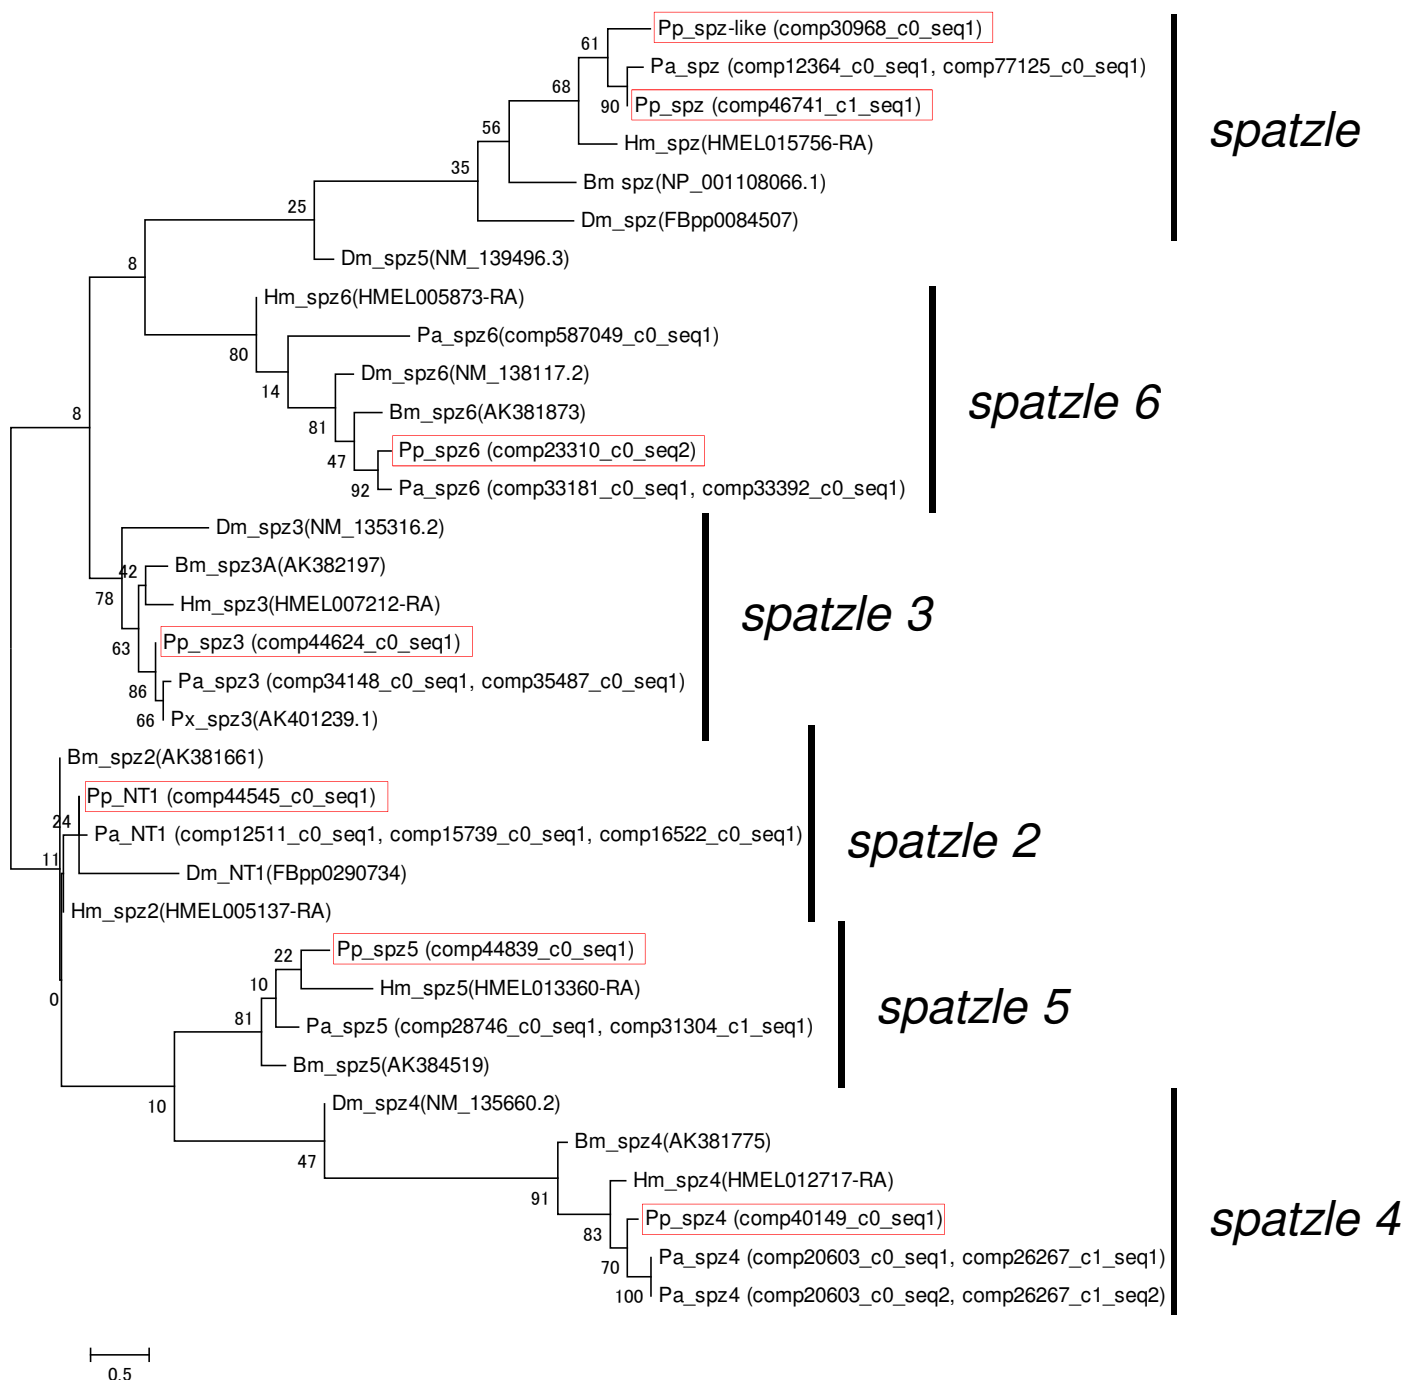 Pp_spz-like (comp30968_c0_seq1)
61
Pa_spz (comp12364_c0_seq1, comp77125_c0_seq1)
68
90
Pp_spz (comp46741_c1_seq1)
spatzle
56
Hm_spz(HMEL015756-RA)
35
Bm spz(NP_001108066.1)
25
Dm_spz(FBpp0084507)
8
Dm_spz5(NM_139496.3)
Hm_spz6(HMEL005873-RA)
Pa_spz6(comp587049_c0_seq1)
80
Dm_spz6(NM_138117.2)
14
spatzle 6
8
Bm_spz6(AK381873)
81
Pp_spz6 (comp23310_c0_seq2)
47
92
Pa_spz6 (comp33181_c0_seq1, comp33392_c0_seq1)
Dm_spz3(NM_135316.2)
42
Bm_spz3A(AK382197)
78
Hm_spz3(HMEL007212-RA)
spatzle 3
63
Pp_spz3 (comp44624_c0_seq1)
86
Pa_spz3 (comp34148_c0_seq1, comp35487_c0_seq1)
66
Px_spz3(AK401239.1)
Bm_spz2(AK381661)
Pp_NT1 (comp44545_c0_seq1)
24
Pa_NT1 (comp12511_c0_seq1, comp15739_c0_seq1, comp16522_c0_seq1)
spatzle 2
11
Dm_NT1(FBpp0290734)
Hm_spz2(HMEL005137-RA)
22
Pp_spz5 (comp44839_c0_seq1)
10
Hm_spz5(HMEL013360-RA)
0
spatzle 5
81
Pa_spz5 (comp28746_c0_seq1, comp31304_c1_seq1)
Bm_spz5(AK384519)
10
Dm_spz4(NM_135660.2)
47
Bm_spz4(AK381775)
91
Hm_spz4(HMEL012717-RA)
83
Pp_spz4 (comp40149_c0_seq1)
spatzle 4
70
Pa_spz4 (comp20603_c0_seq1, comp26267_c1_seq1)
100
Pa_spz4 (comp20603_c0_seq2, comp26267_c1_seq2)
0.5